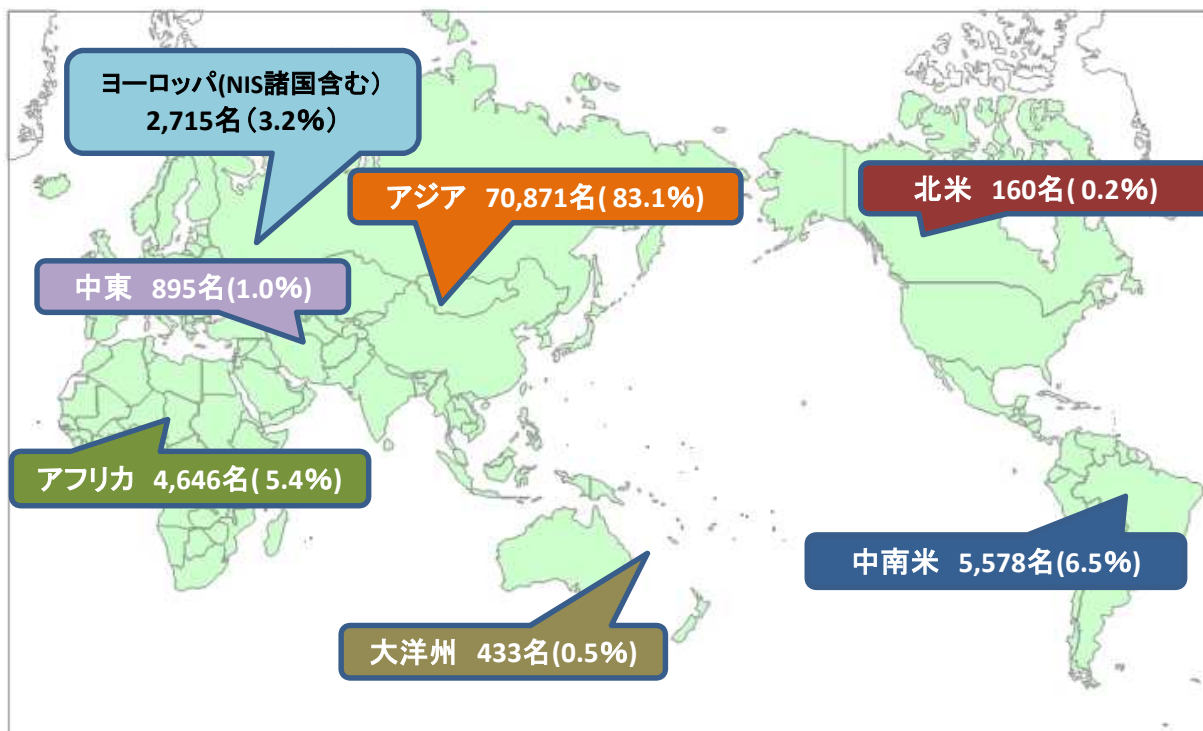 ヨーロッパ(NIS諸国含む）
2,715名（3.2%）
アジア 70,871名( 83.1%)
北米 160名( 0.2%)
中東 895名(1.0%)
アフリカ 4,646名( 5.4%)
中南米 5,578名(6.5%)
大洋州 433名(0.5%)